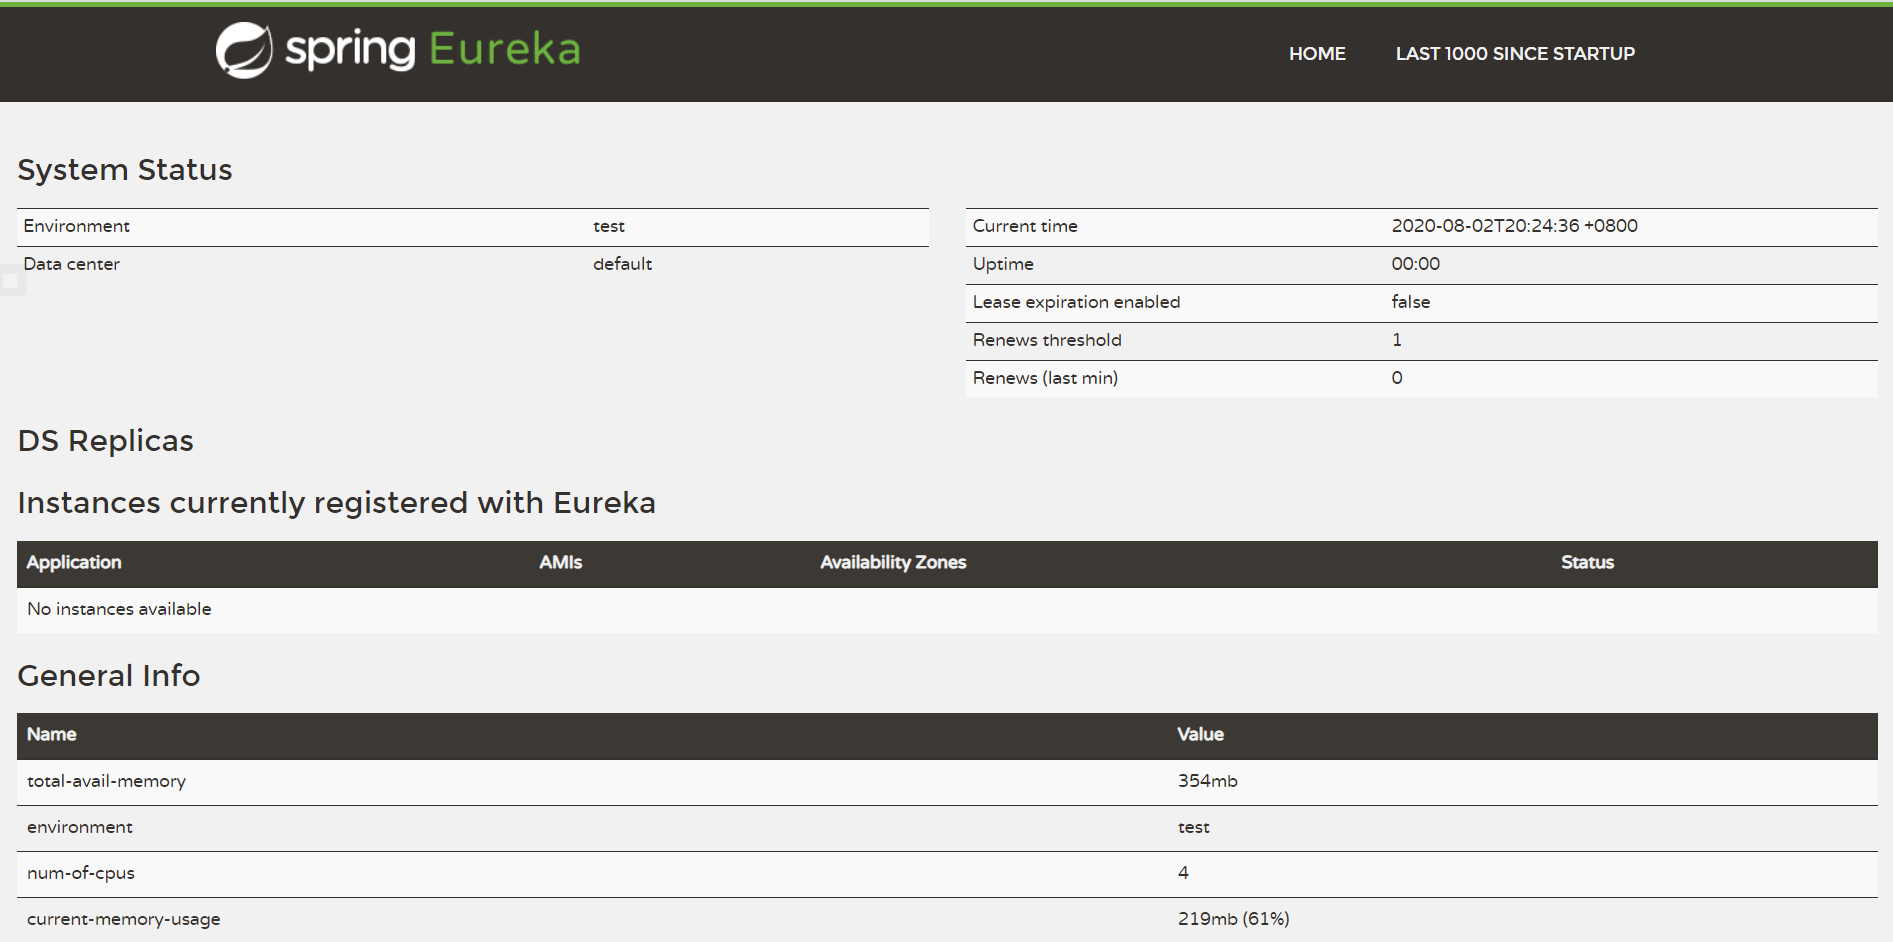 spring Eureka
HOME LAST 1000 SINCE STARTUP
System Status
Environment test
Data center default
Current time 2020-08-02T20:24:36 +0800
Uptime 00:00
Lease expiration enabled false
Renews threshold 1
Renews (last min) 0
DS Replicas
Instances currently registered with Eureka
Application AMIs Availability Zones Status
No instances available
General Info
Name Value
total-avail-memory 354mb
environment test
num-of-cpus 4
current-memory-usage 219mb (61%)